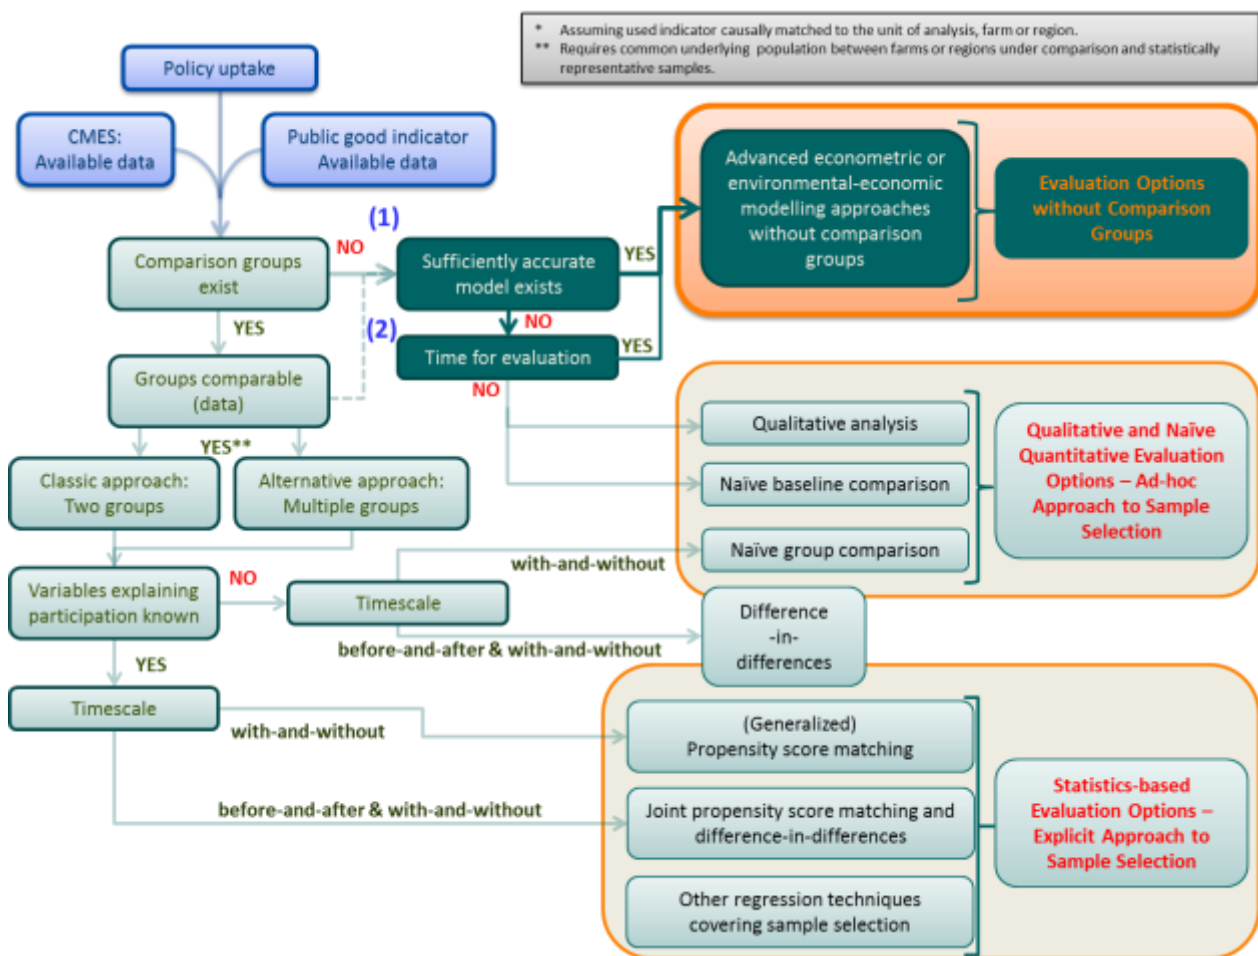 * Assuming used indicator causally matched to the unit of analysis, farm or region.
** Requires common underlying population between farms or regions under comparison and statistically
representative samples.
Policy uptake
CMES:
Available data
Public good indicator
Available data
Advanced econometric or
environmental-economic
modelling approaches
without comparison
groups
Evaluation Options
without Comparison
Groups
(1)
NO
Comparison groups
exist
Sufficiently accurate
model exists
YES
YES
(2)
NO
Time for evaluation
YES
NO
Groups comparable
(data)
YES**
Classic approach:
Two groups
Alternative approach:
Multiple groups
Qualitative analysis
Naïve baseline comparison
Naïve group comparison
Qualitative and Naïve
Quantitative Evaluation
Options – Ad-hoc
Approach to Sample
Selection
with-and-without
Variables explaining
participation known
NO
Timescale
before-and-after & with-and-without
Difference
-in-
differences
YES
Timescale
with-and-without
before-and-after & with-and-without
(Generalized)
Propensity score matching
Joint propensity score matching and
difference-in-differences
Other regression techniques
covering sample selection
Statistics-based
Evaluation Options –
Explicit Approach to
Sample Selection